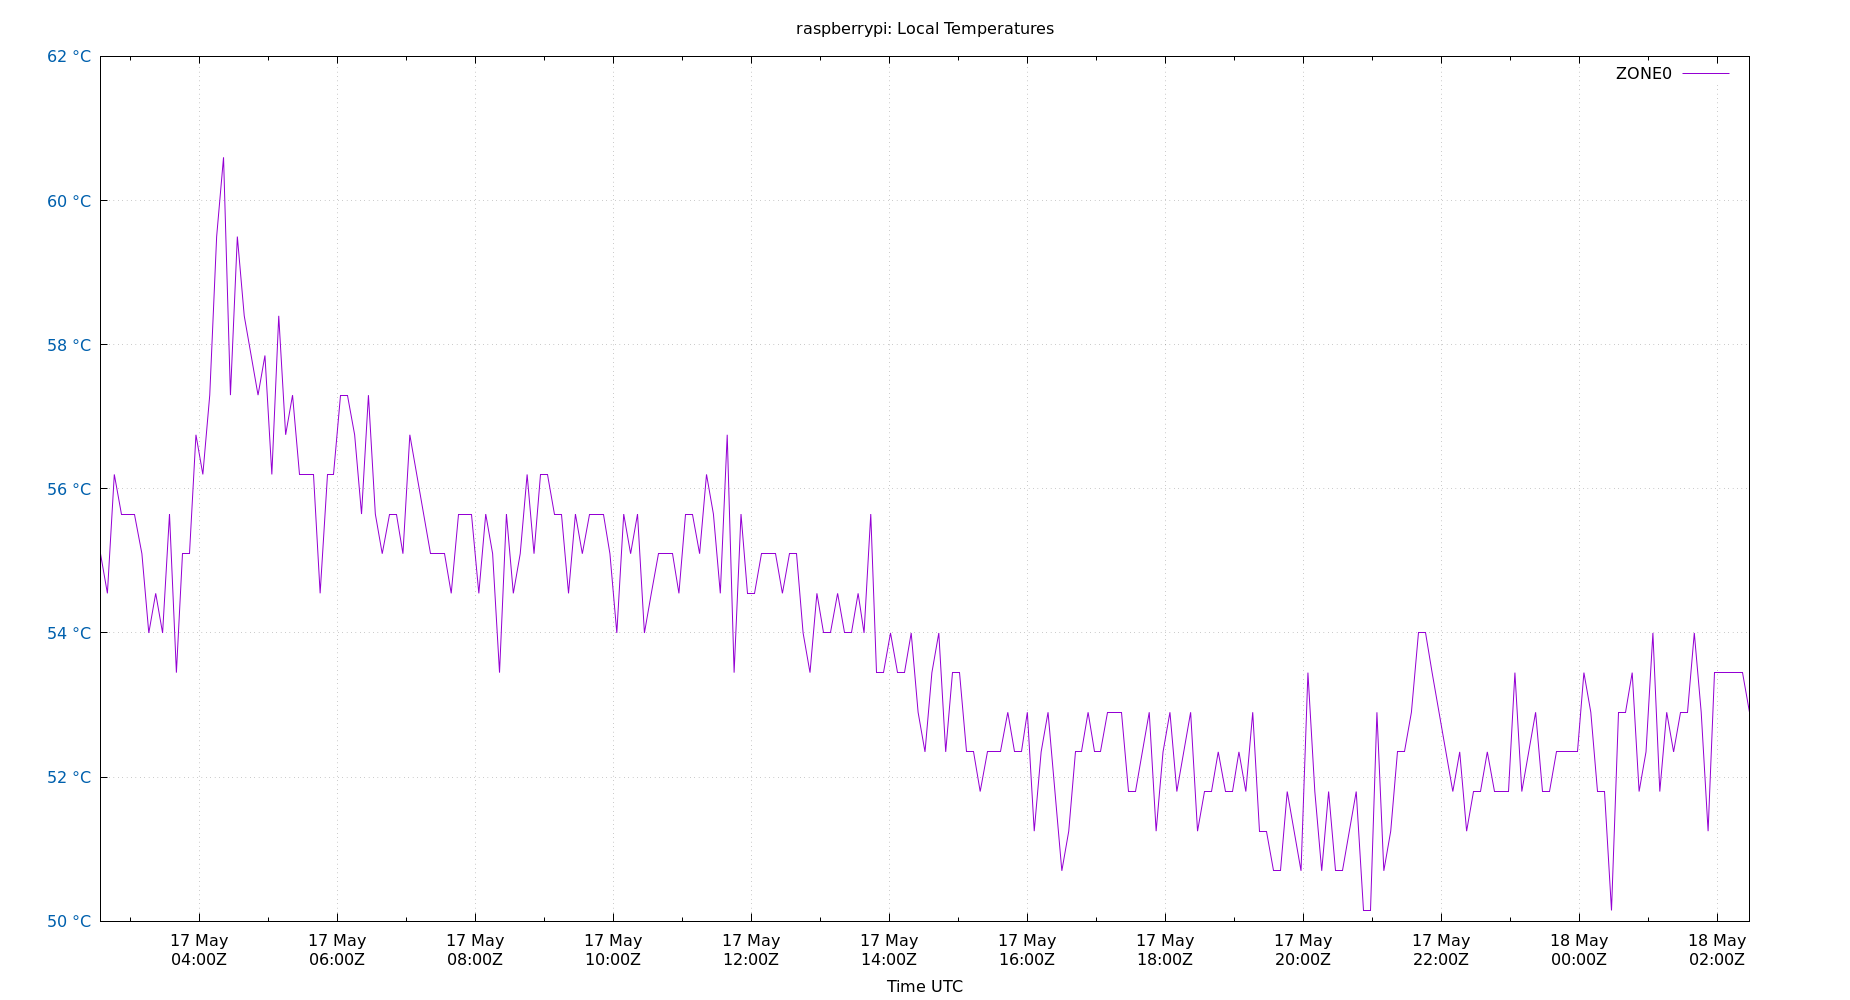 raspberrypi: Local Temperatures
62 °C
ZONE0
60 °C
58 °C
56 °C
54 °C
52 °C
50 °C
17 May 17 May 17 May 17 May 17 May 17 May 17 May 17 May 17 May 17 May 18 May 18 May
04:00Z 06:00Z 08:00Z 10:00Z 12:00Z 14:00Z 16:00Z 18:00Z 20:00Z 22:00Z 00:00Z 02:00Z
Time UTC